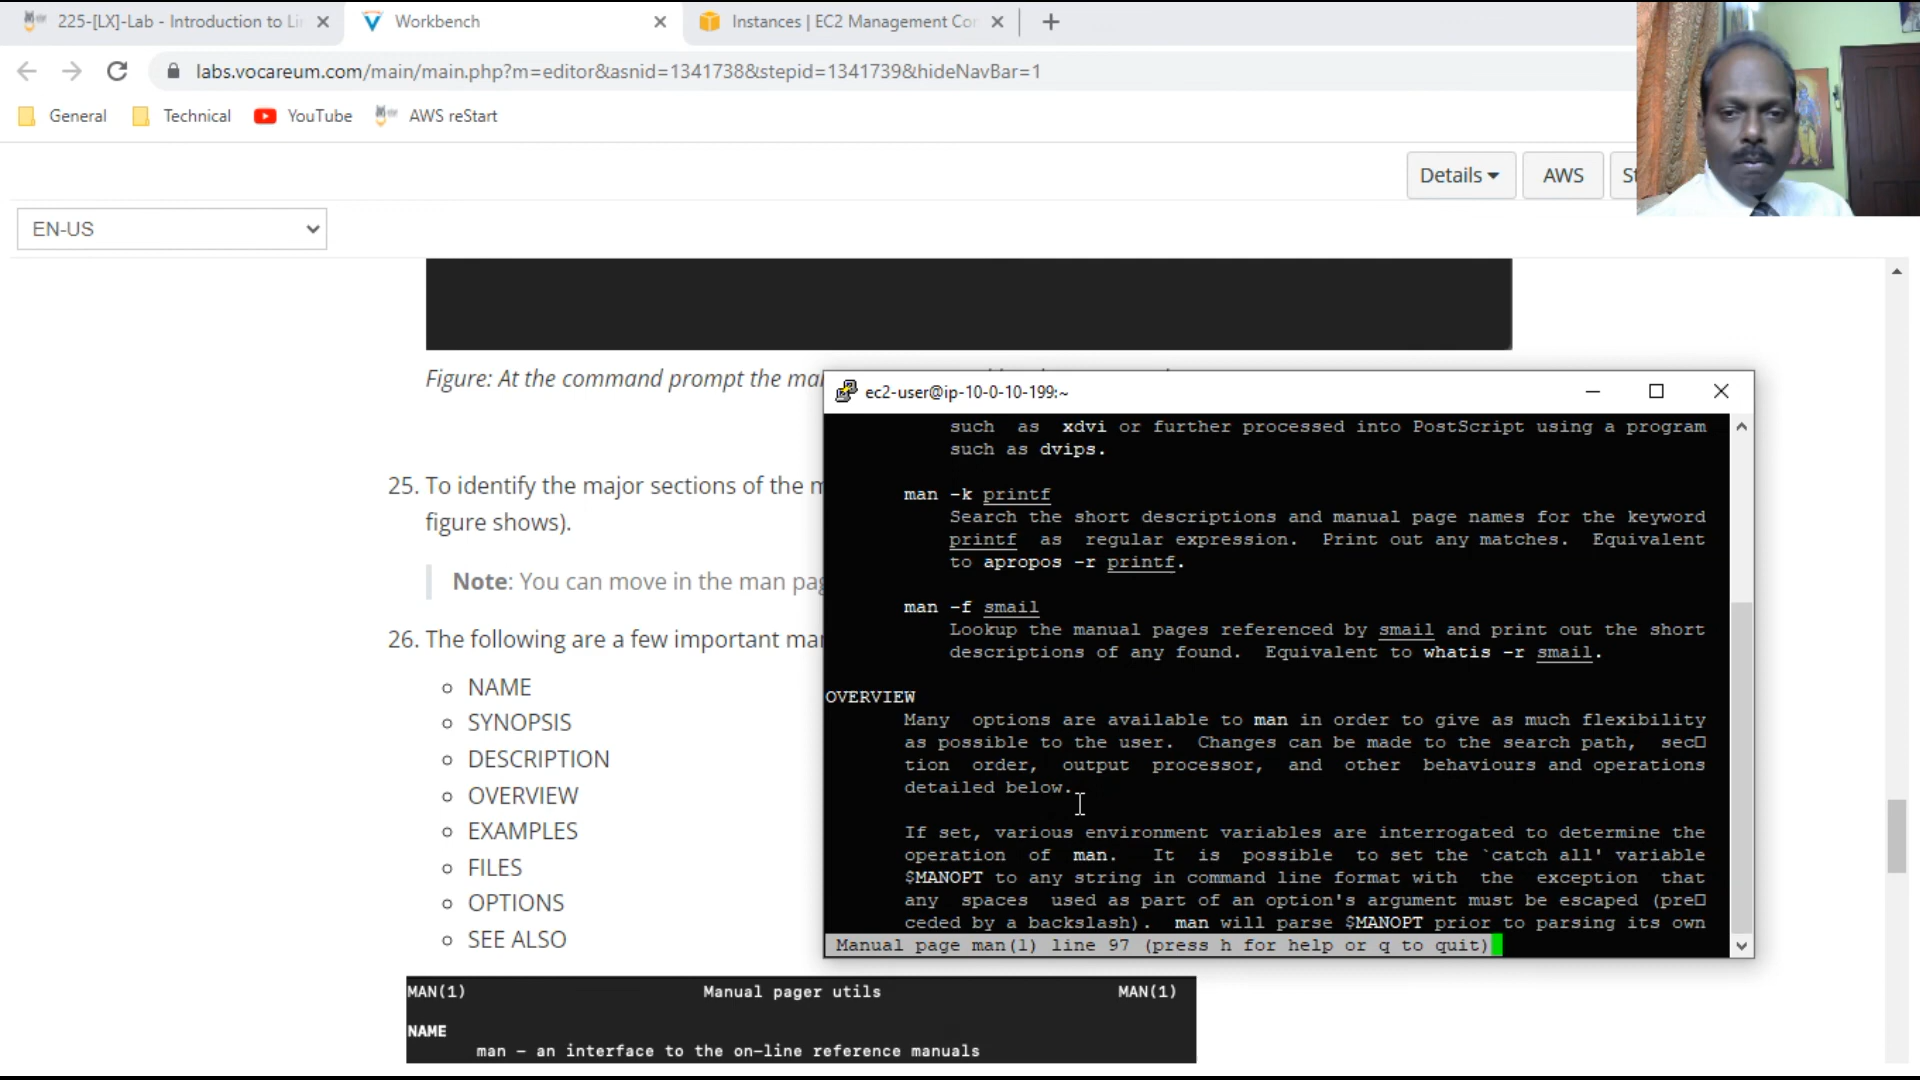 225-[LX]-Lab - Introduction to Li
Workbench
Instances | EC2 Management Co
labs.vocareum.com/main/main.php?m=editor&asnid=1341738&stepid=1341739&hideNavBar=1
General
Technical
YouTube
AWS reStart
Details
AWS
St
EN-US
Figure: At the command prompt the ma
25. To identify the major sections of the m
figure shows).
Note: You can move in the man pag
26. The following are a few important ma
NAME
SYNOPSIS
DESCRIPTION
OVERVIEW
EXAMPLES
FILES
OPTIONS
SEE ALSO
MAN(1) Manual pager utils MAN(1)
NAME
man - an interface to the on-line reference manuals
ec2-user@ip-10-0-10-199:~
such as xdvi or further processed into PostScript using a program
such as dvips.
man -k printf
Search the short descriptions and manual page names for the keyword
printf as regular expression. Print out any matches. Equivalent
to apropos -r printf.
man -f smail
Lookup the manual pages referenced by smail and print out the short
descriptions of any found. Equivalent to whatis -r smail.
OVERVIEW
Many options are available to man in order to give as much flexibility
as possible to the user. Changes can be made to the search path, sec□
tion order, output processor, and other behaviours and operations
detailed below.
If set, various environment variables are interrogated to determine the
operation of man. It is possible to set the `catch all' variable
$MANOPT to any string in command line format with the exception that
any spaces used as part of an option's argument must be escaped (pre□
ceded by a backslash). man will parse $MANOPT prior to parsing its own
Manual page man(1) line 97 (press h for help or q to quit)